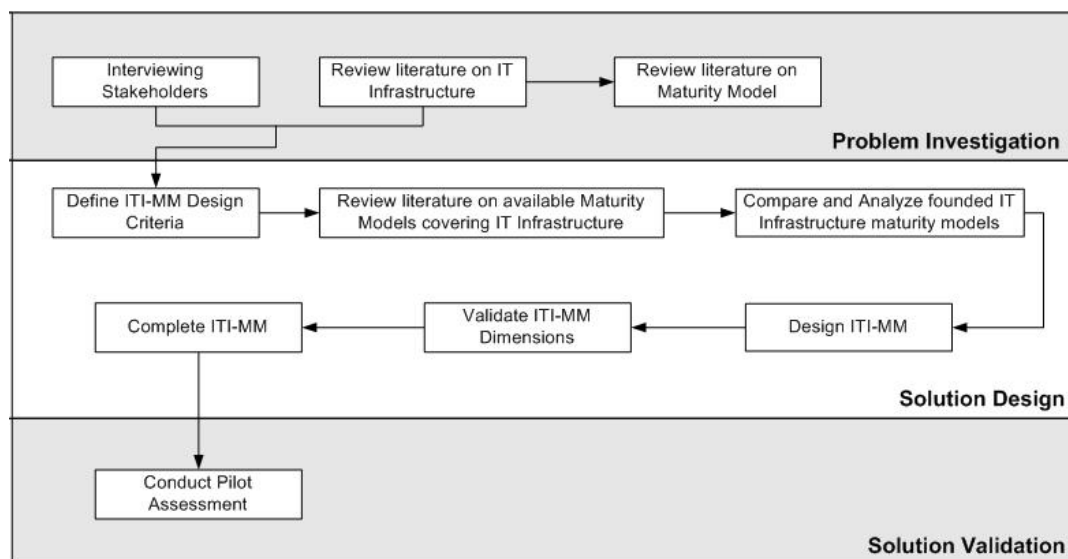 Interviewing
Stakeholders
Review literature on IT
Infrastructure
Review literature on
Maturity Model
Problem Investigation
Define ITI-MM Design
Criteria
Review literature on available Maturity
Models covering IT Infrastructure
Compare and Analyze founded IT
Infrastructure maturity models
Complete ITI-MM
Validate ITI-MM
Dimensions
Design ITI-MM
Solution Design
Conduct Pilot
Assessment
Solution Validation